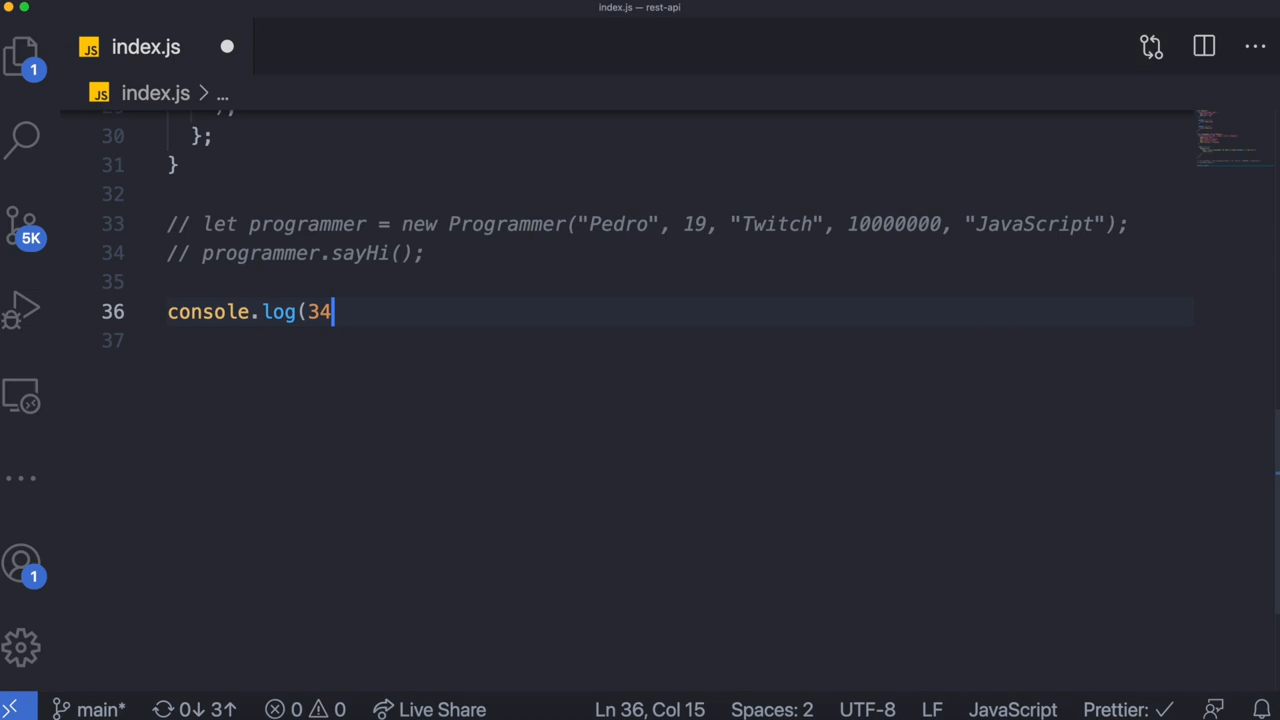 index.js — rest-api
JS index.js
JS index.js > ...
1
30 };
31 }
32
33 // let programmer = new Programmer("Pedro", 19, "Twitch", 10000000, "JavaScript");
34 // programmer.sayHi();
35
5K
36 console.log(34
37
1
main* 0↓ 3↑ 0 0 Live Share Ln 36, Col 15 Spaces: 2 UTF-8 LF JavaScript Prettier: ✓